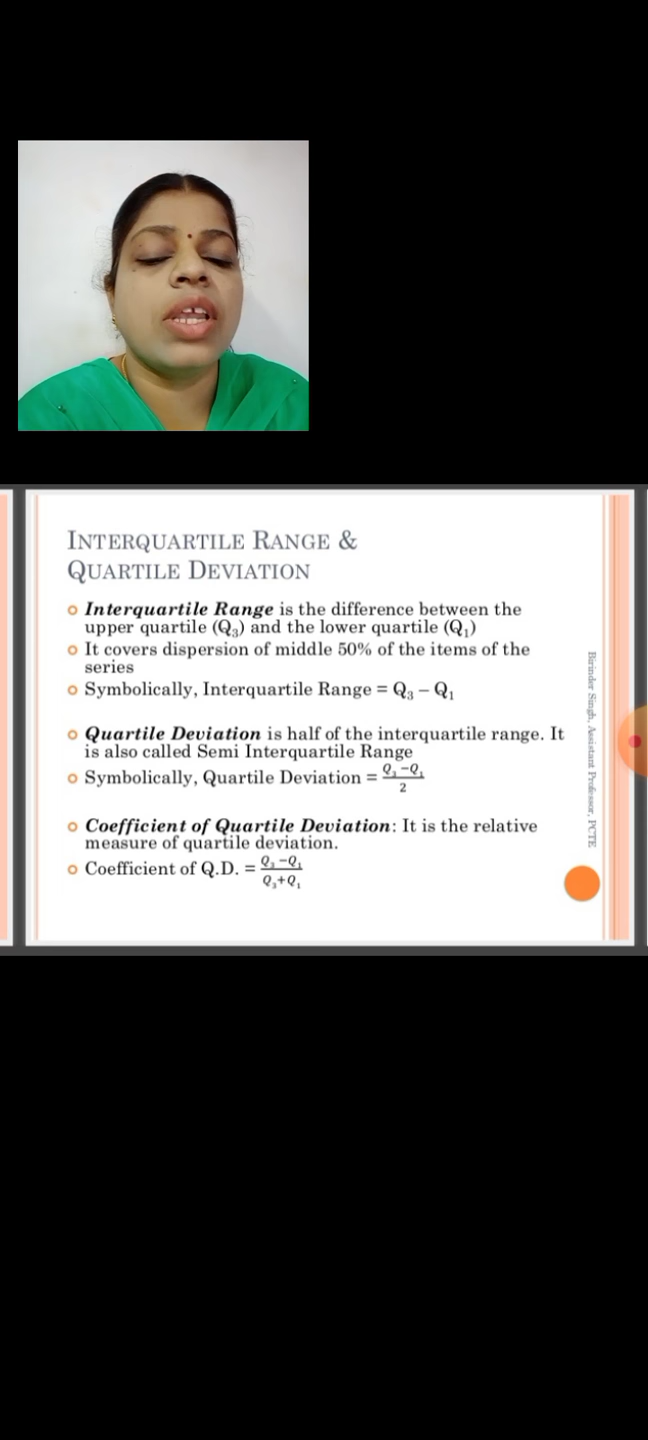 INTERQUARTILE RANGE &
QUARTILE DEVIATION
Interquartile Range is the difference between the
upper quartile (Q₃) and the lower quartile (Q₁)
It covers dispersion of middle 50% of the items of the
series
Symbolically, Interquartile Range = Q₃ – Q₁
Quartile Deviation is half of the interquartile range. It
is also called Semi Interquartile Range
Symbolically, Quartile Deviation = (Q₃ –Q₁)/2
Coefficient of Quartile Deviation: It is the relative
measure of quartile deviation.
Coefficient of Q.D. = (Q₃ –Q₁)/(Q₃+Q₁)
Birinder Singh, Assistant Professor, PCTE